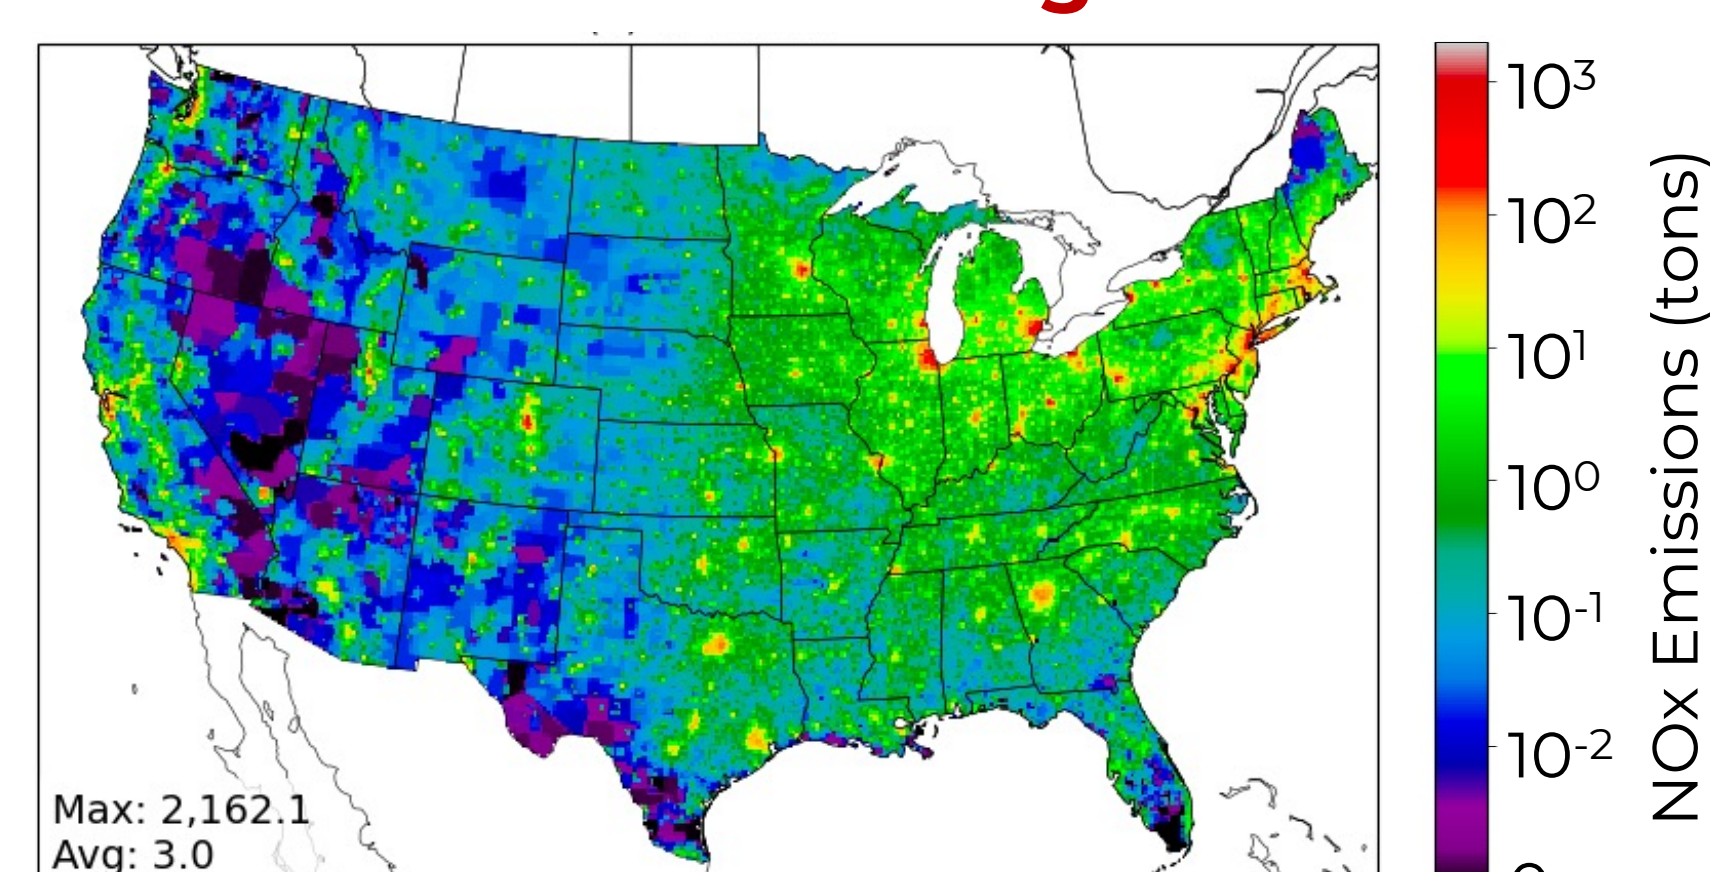 Max: 2,162.1
Avg: 3.0
10³
10²
10¹
10⁰
10⁻¹
10⁻²
NOx Emissions (tons)